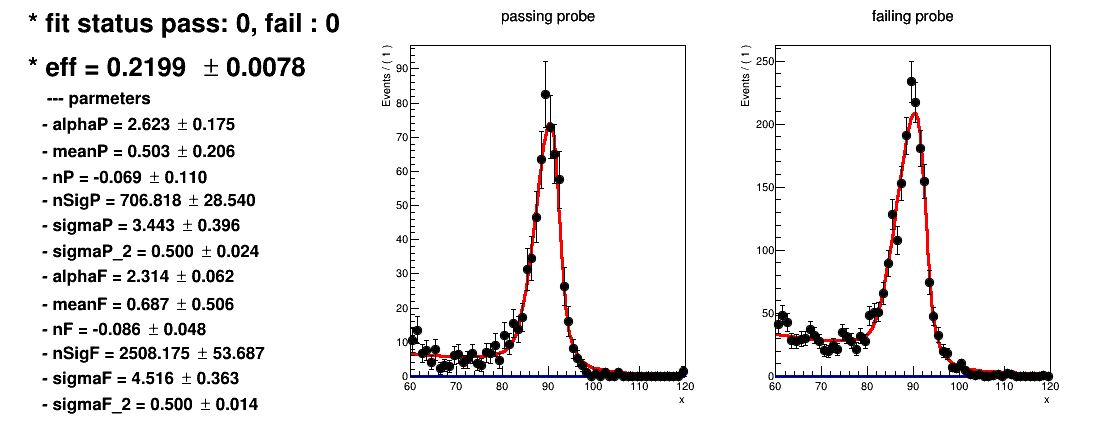 * fit status pass: 0, fail : 0
* eff = 0.2199 ± 0.0078
--- parmeters
- alphaP = 2.623 ± 0.175
- meanP = 0.503 ± 0.206
- nP = -0.069 ± 0.110
- nSigP = 706.818 ± 28.540
- sigmaP = 3.443 ± 0.396
- sigmaP_2 = 0.500 ± 0.024
- alphaF = 2.314 ± 0.062
- meanF = 0.687 ± 0.506
- nF = -0.086 ± 0.048
- nSigF = 2508.175 ± 53.687
- sigmaF = 4.516 ± 0.363
- sigmaF_2 = 0.500 ± 0.014
passing probe
Events / ( 1 )
90
80
70
60
50
40
30
20
10
0
60 70 80 90 100 110 120
x
failing probe
Events / ( 1 )
250
200
150
100
50
0
60 70 80 90 100 110 120
x